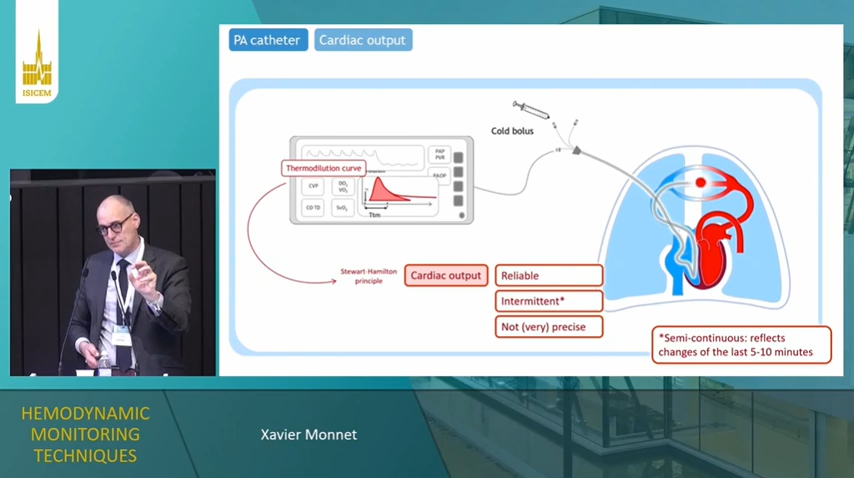 ISICEM
PA catheter
Cardiac output
Cold bolus
Thermodilution curve
PAP
PVR
CVP
DO₂
VO₂
PAOP
CO TD
SvO₂
Ttm
Stewart-Hamilton
principle
Cardiac output
Reliable
Intermittent*
Not (very) precise
*Semi-continuous: reflects
changes of the last 5-10 minutes
HEMODYNAMIC
MONITORING
TECHNIQUES
Xavier Monnet